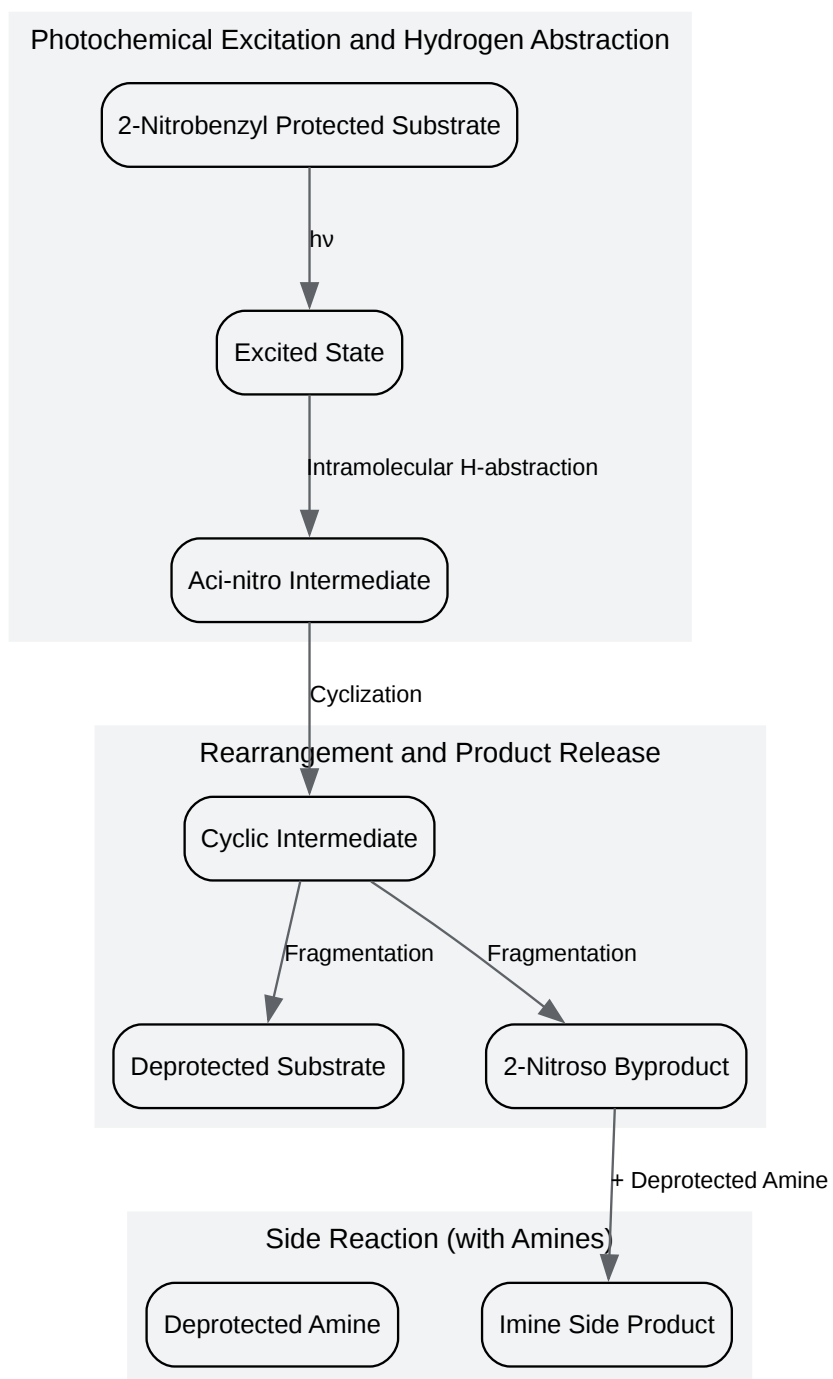 Photochemical Excitation and Hydrogen Abstraction
2-Nitrobenzyl Protected Substrate
hν
Excited State
Intramolecular H-abstraction
Aci-nitro Intermediate
Cyclization
Rearrangement and Product Release
Cyclic Intermediate
Fragmentation
Fragmentation
Deprotected Substrate
2-Nitroso Byproduct
+ Deprotected Amine
Side Reaction (with Amines)
Deprotected Amine
Imine Side Product